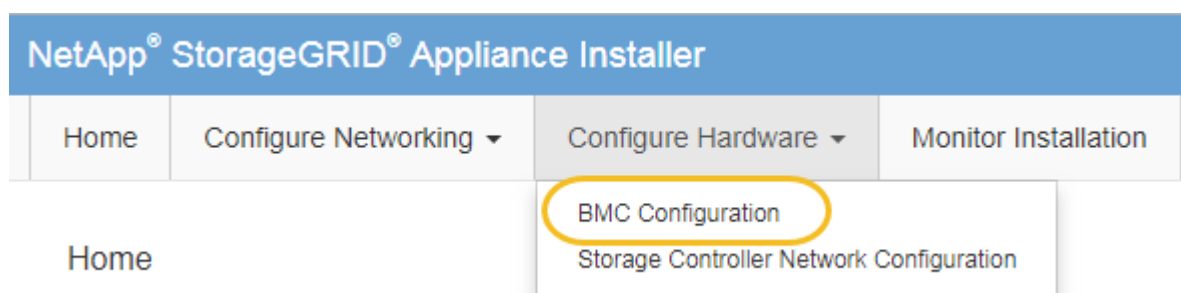 NetApp® StorageGRID® Appliance Installer
Home Configure Networking Configure Hardware Monitor Installation
BMC Configuration
Home
Storage Controller Network Configuration